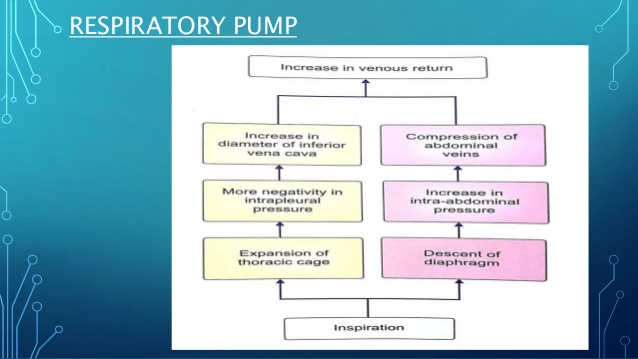 RESPIRATORY PUMP
Increase in venous return
Increase in
diameter of inferior
vena cava
Compression of
abdominal
veins
More negativity in
intrapleural
pressure
Increase in
intra-abdominal
pressure
Expansion of
thoracic cage
Descent of
diaphragm
Inspiration